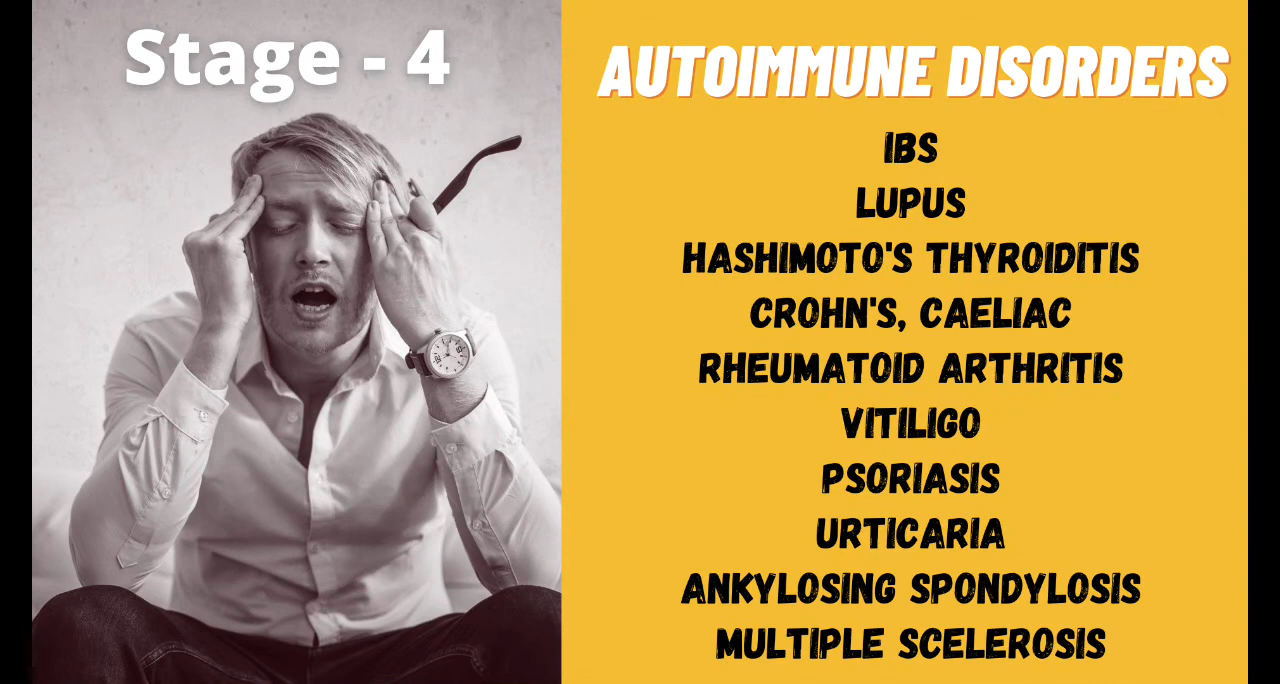 Stage - 4
AUTOIMMUNE DISORDERS
IBS
LUPUS
HASHIMOTO'S THYROIDITIS
CROHN'S, CAELIAC
RHEUMATOID ARTHRITIS
VITILIGO
PSORIASIS
URTICARIA
ANKYLOSING SPONDYLOSIS
MULTIPLE SCELEROSIS